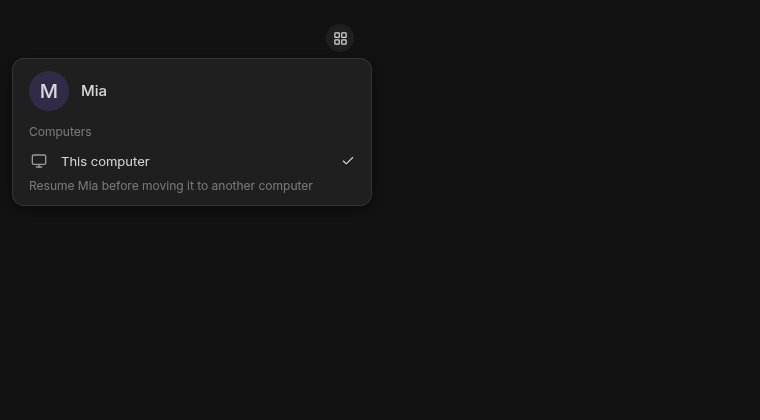 M
Mia
Computers
This computer
Resume Mia before moving it to another computer